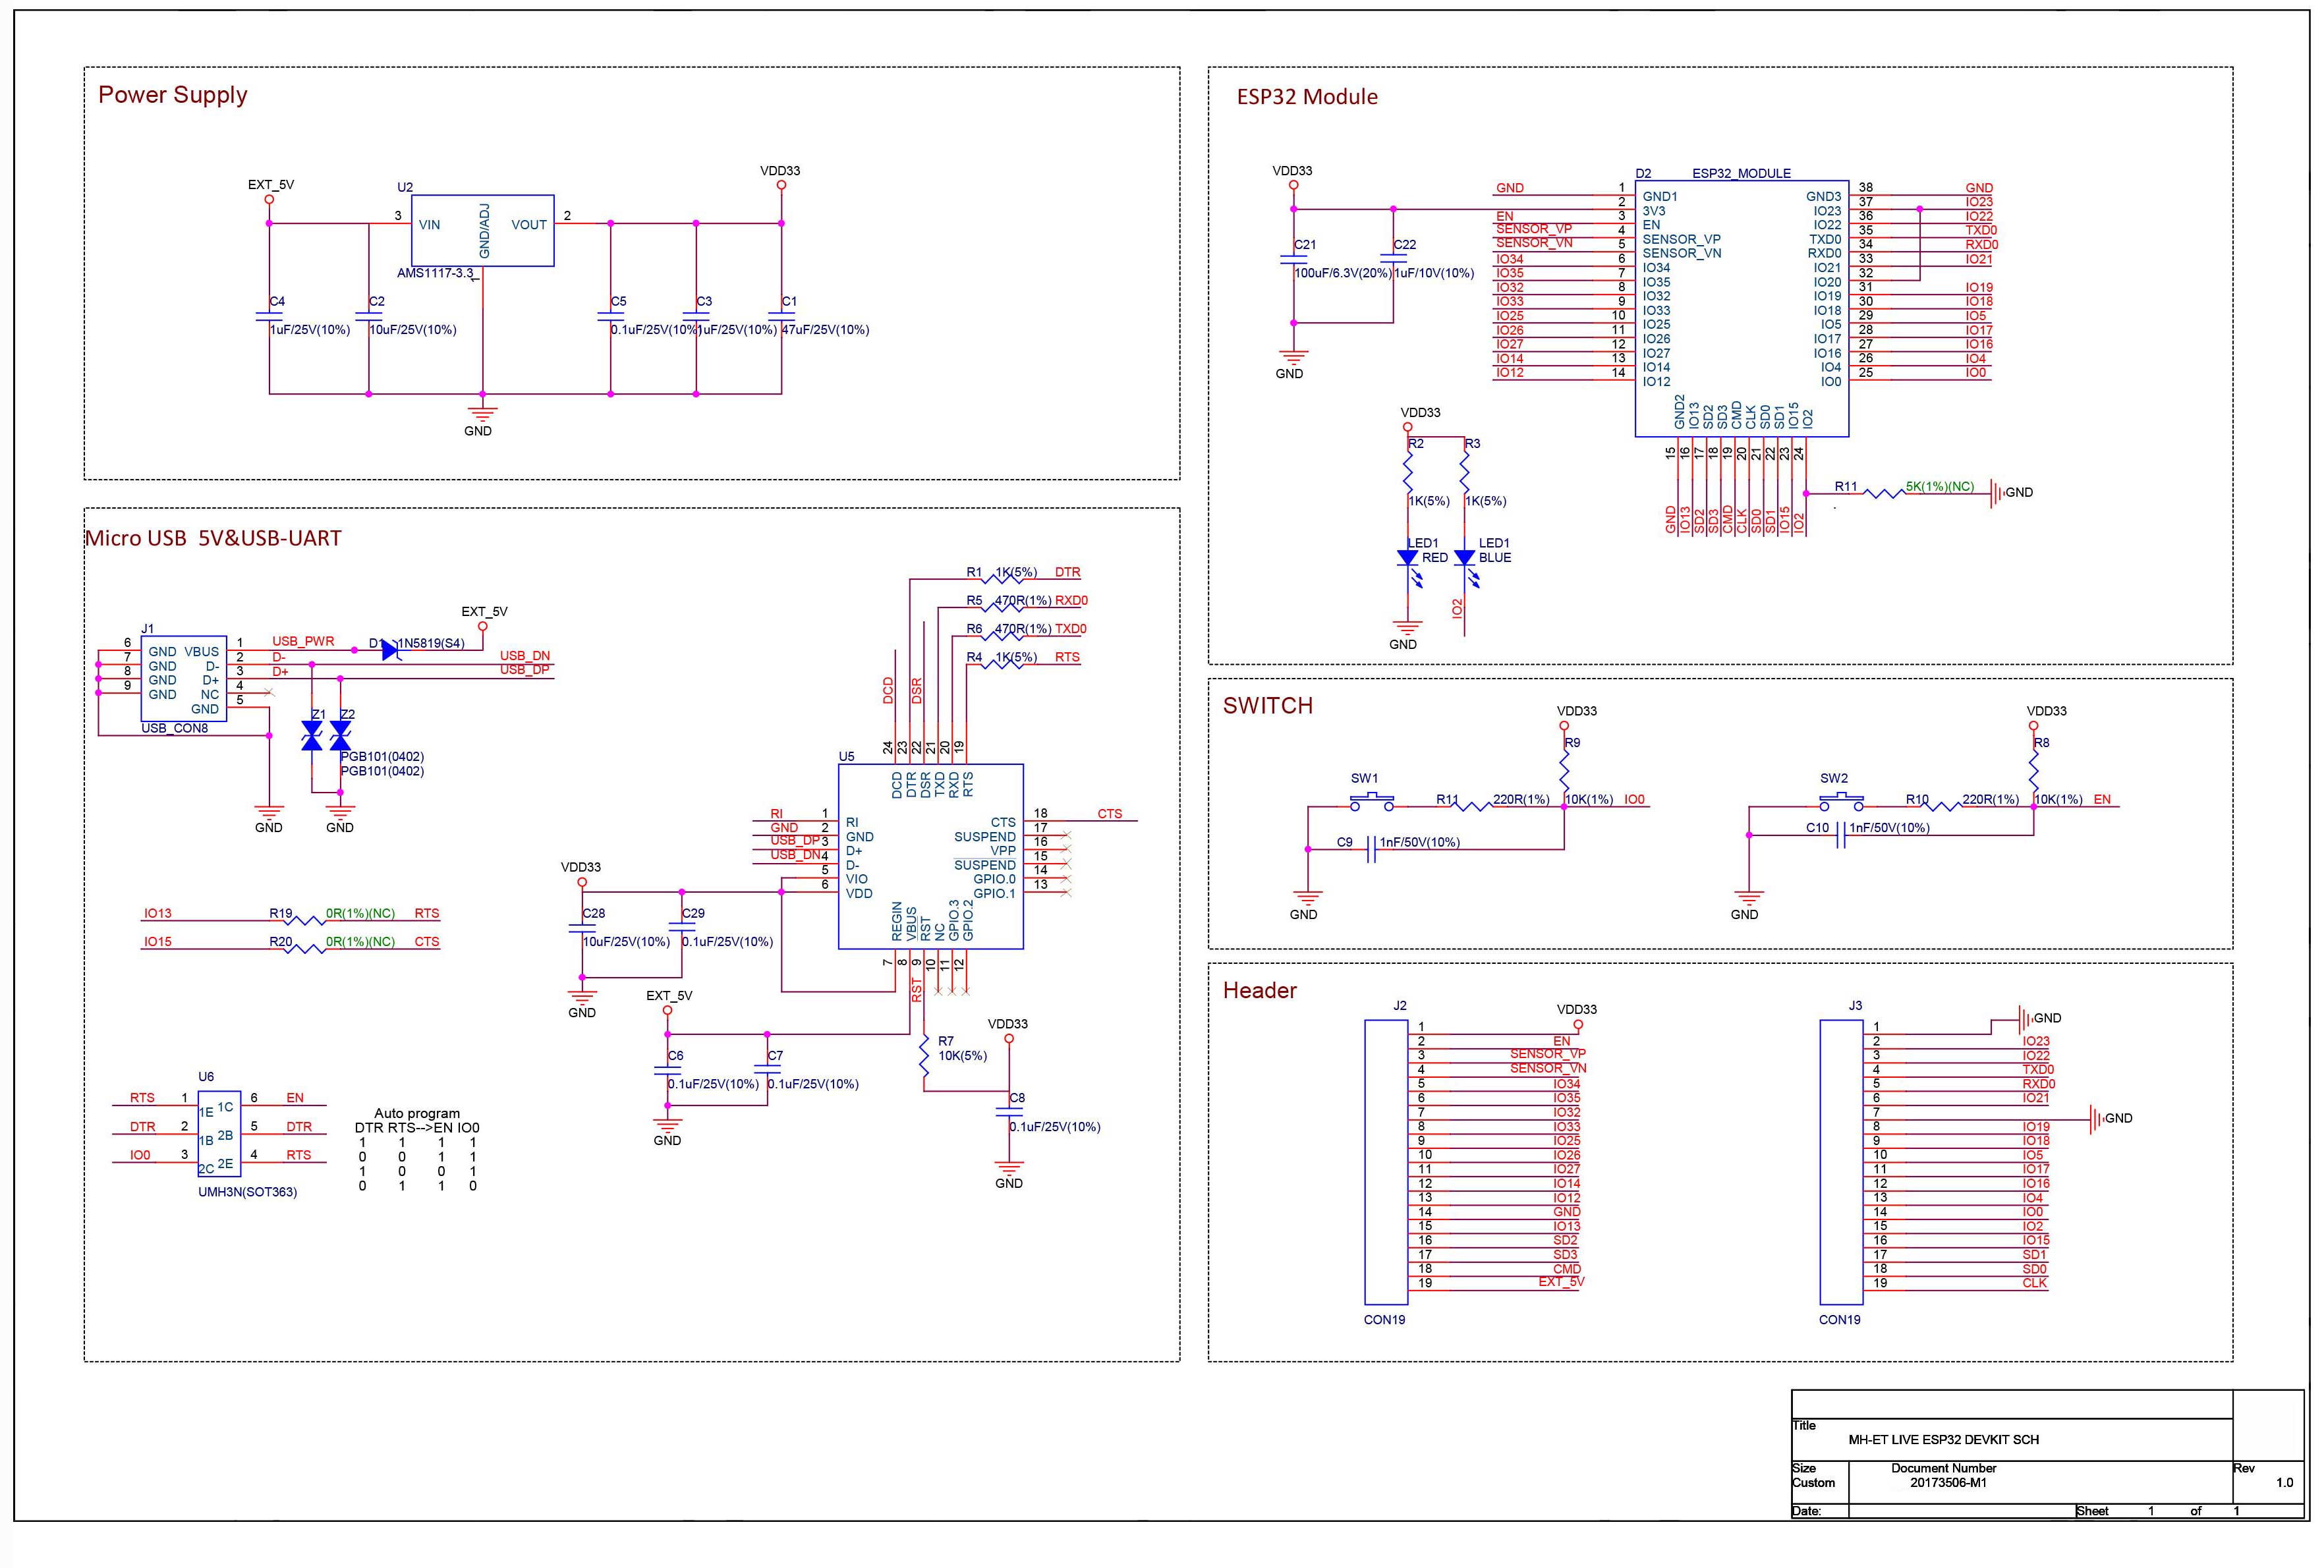 Power Supply
EXT_5V
U2
VDD33
3
VIN
GND/ADJ
VOUT
2
AMS1117-3.3
1
C4
1uF/25V(10%)
C2
10uF/25V(10%)
C5
0.1uF/25V(10%)
C3
1uF/25V(10%)
C1
47uF/25V(10%)
GND
Micro USB 5V&USB-UART
J1
6 GND VBUS 1 USB_PWR
7 GND D- 2 D- USB_DN
8 GND D+ 3 D+ USB_DP
9 GND NC 4
GND 5
USB_CON8
D1 1N5819(S4)
EXT_5V
Z1
Z2
PGB101(0402)
PGB101(0402)
GND
GND
R1 1K(5%) DTR
R5 470R(1%) RXD0
R6 470R(1%) TXD0
R4 1K(5%) RTS
DCD
DSR
U5
24 23 22 21 20 19
DCD DTR DSR TXD RXD RTS
RI 1 RI
GND 2 GND
USB_DP 3 D+
USB_DN 4 D-
5 VIO
6 VDD
CTS 18 CTS
SUSPEND 17
VPP 16
SUSPEND 15
GPIO.0 14
GPIO.1 13
REGIN VBUS RST NC GPIO.3 GPIO.2
7 8 9 10 11 12
RST
VDD33
C28
10uF/25V(10%)
C29
0.1uF/25V(10%)
GND
EXT_5V
C6
0.1uF/25V(10%)
C7
0.1uF/25V(10%)
GND
R7
10K(5%)
VDD33
C8
0.1uF/25V(10%)
GND
IO13 R19 0R(1%)(NC) RTS
IO15 R20 0R(1%)(NC) CTS
U6
RTS 1 1E 1C 6 EN
DTR 2 1B 2B 5 DTR
IO0 3 2C 2E 4 RTS
UMH3N(SOT363)
Auto program
DTR RTS-->EN IO0
1 1 1 1
0 0 1 1
1 0 0 1
0 1 1 0
ESP32 Module
VDD33
C21
100uF/6.3V(20%)
C22
1uF/10V(10%)
GND
D2 ESP32_MODULE
GND 1 GND1
2 3V3
EN 3 EN
SENSOR_VP 4 SENSOR_VP
SENSOR_VN 5 SENSOR_VN
IO34 6 IO34
IO35 7 IO35
IO32 8 IO32
IO33 9 IO33
IO25 10 IO25
IO26 11 IO26
IO27 12 IO27
IO14 13 IO14
IO12 14 IO12
GND3 38 GND
IO23 37 IO23
IO22 36 IO22
TXD0 35 TXD0
RXD0 34 RXD0
IO21 33 IO21
IO20 32
IO19 31 IO19
IO18 30 IO18
IO5 29 IO5
IO17 28 IO17
IO16 27 IO16
IO4 26 IO4
IO0 25 IO0
GND2 IO13 SD2 SD3 CMD CLK SD0 SD1 IO15 IO2
15 16 17 18 19 20 21 22 23 24
GND IO13 SD2 SD3 CMD CLK SD0 SD1 IO15 IO2
R11 5K(1%)(NC) GND
VDD33
R2
1K(5%)
R3
1K(5%)
LED1
RED
LED1
BLUE
IO2
GND
SWITCH
VDD33
R9
SW1
R11 220R(1%) 10K(1%) IO0
C9 1nF/50V(10%)
GND
VDD33
R8
SW2
R10 220R(1%) 10K(1%) EN
C10 1nF/50V(10%)
GND
Header
J2
1 VDD33
2 EN
3 SENSOR_VP
4 SENSOR_VN
5 IO34
6 IO35
7 IO32
8 IO33
9 IO25
10 IO26
11 IO27
12 IO14
13 IO12
14 GND
15 IO13
16 SD2
17 SD3
18 CMD
19 EXT_5V
CON19
J3
1 GND
2 IO23
3 IO22
4 TXD0
5 RXD0
6 IO21
7 GND
8 IO19
9 IO18
10 IO5
11 IO17
12 IO16
13 IO4
14 IO0
15 IO2
16 IO15
17 SD1
18 SD0
19 CLK
CON19
Title
MH-ET LIVE ESP32 DEVKIT SCH
Size
Custom
Document Number
20173506-M1
Rev
1.0
Date:
Sheet 1 of 1